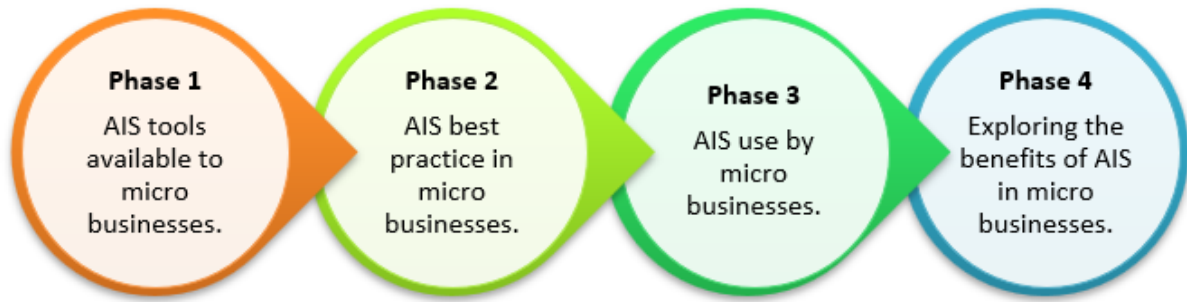 Phase 1
AIS tools
available to
micro
businesses.
Phase 2
AIS best
practice in
micro
businesses.
Phase 3
AIS use by
micro
businesses.
Phase 4
Exploring the
benefits of AIS
in micro
businesses.